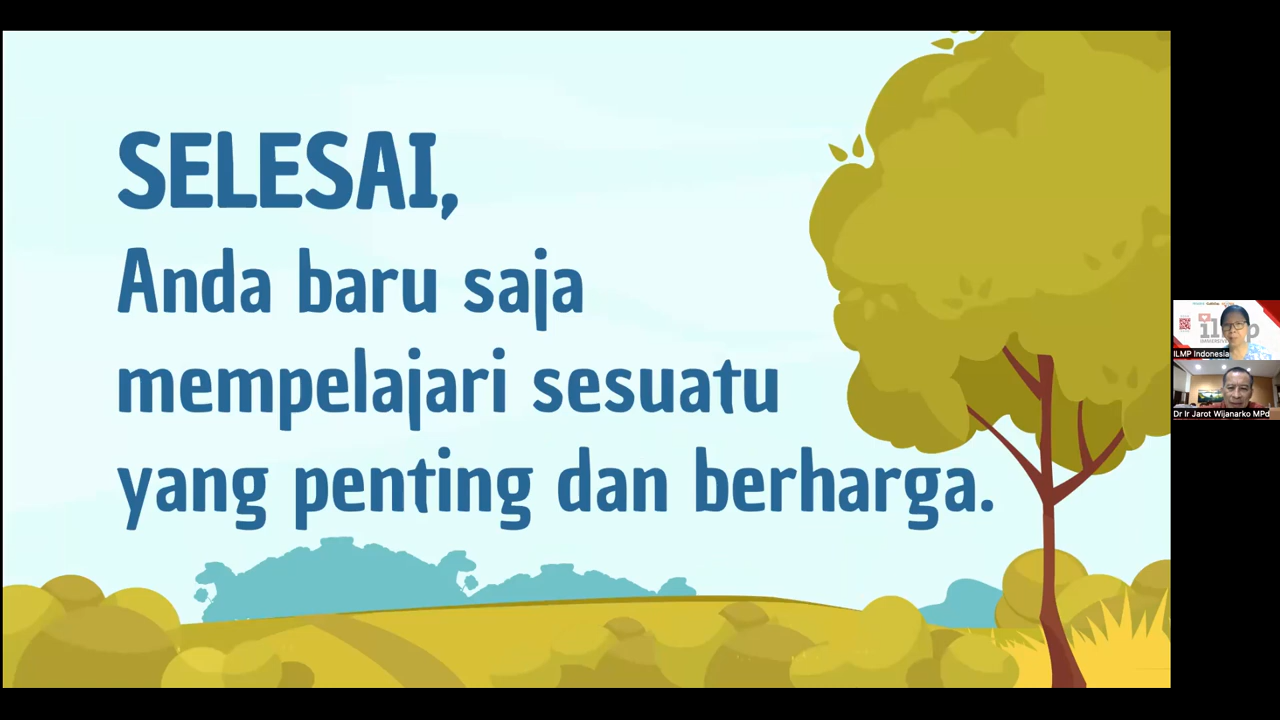 SELESAI,
Anda baru saja
mempelajari sesuatu
yang penting dan berharga.
ILMP Indonesia
Dr Ir Jarot Wijanarko MPd